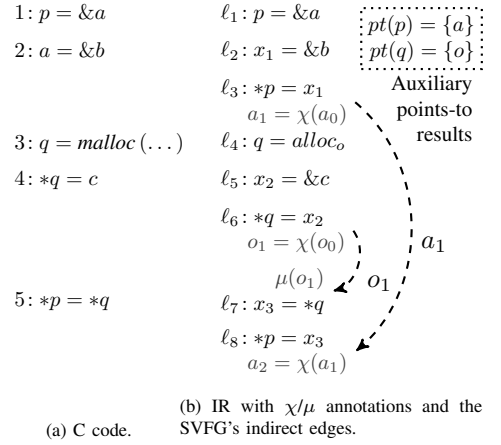 1: p = &a
ℓ1: p = &a
pt(p) = {a}
2: a = &b
ℓ2: x1 = &b
pt(q) = {o}
ℓ3: *p = x1
a1 = χ(a0)
Auxiliary
points-to
results
3: q = malloc(...)
ℓ4: q = alloco
4: *q = c
ℓ5: x2 = &c
ℓ6: *q = x2
o1 = χ(o0)
a1
μ(o1)
o1
5: *p = *q
ℓ7: x3 = *q
ℓ8: *p = x3
a2 = χ(a1)
(a) C code.
(b) IR with χ/μ annotations and the
SVFG's indirect edges.